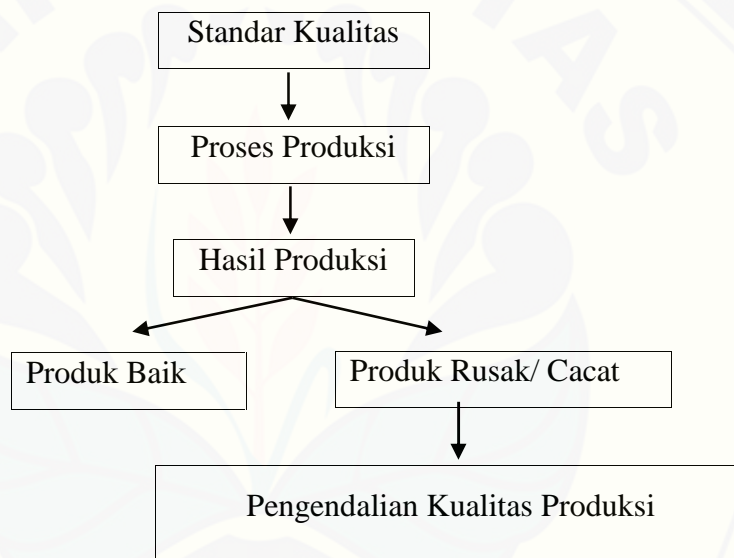 Standar Kualitas
Proses Produksi
Hasil Produksi
Produk Baik
Produk Rusak/ Cacat
Pengendalian Kualitas Produksi